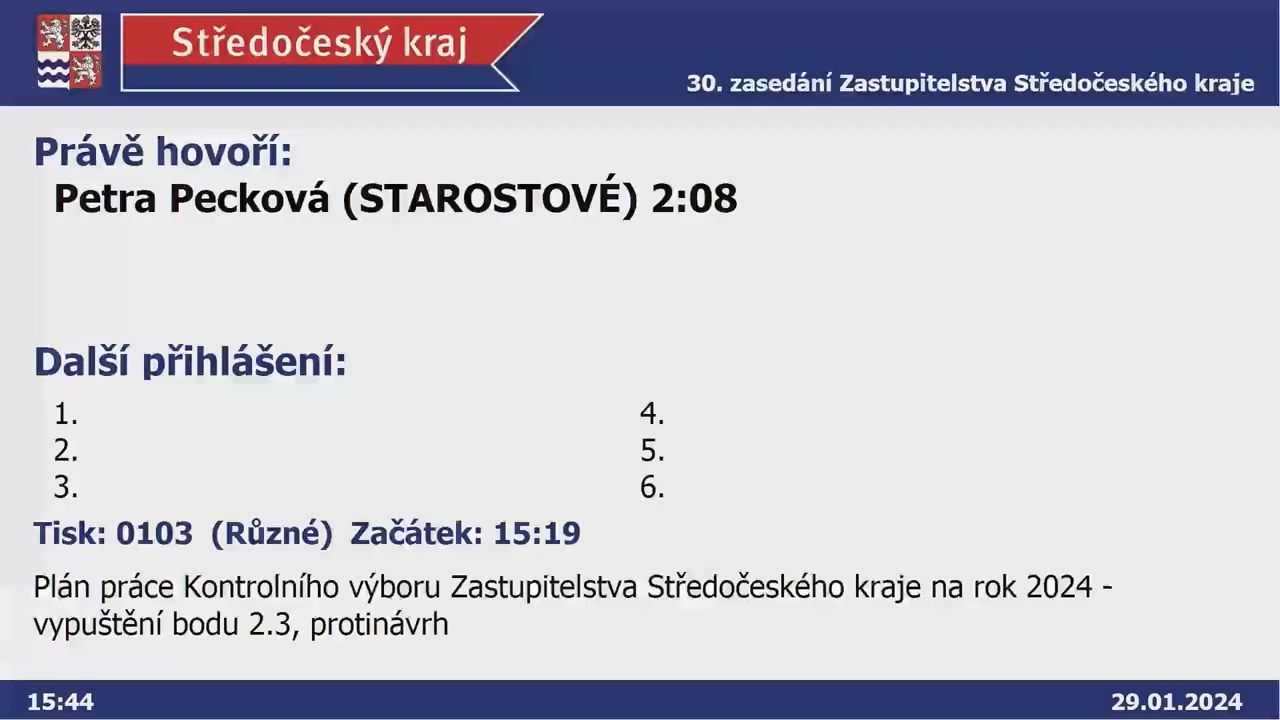 Středočeský kraj
30. zasedání Zastupitelstva Středočeského kraje
Právě hovoří:
Petra Pecková (STAROSTOVÉ) 2:08
Další přihlášení:
1.
2.
3.
4.
5.
6.
Tisk: 0103 (Různé) Začátek: 15:19
Plán práce Kontrolního výboru Zastupitelstva Středočeského kraje na rok 2024 -
vypuštění bodu 2.3, protinávrh
15:44
29.01.2024